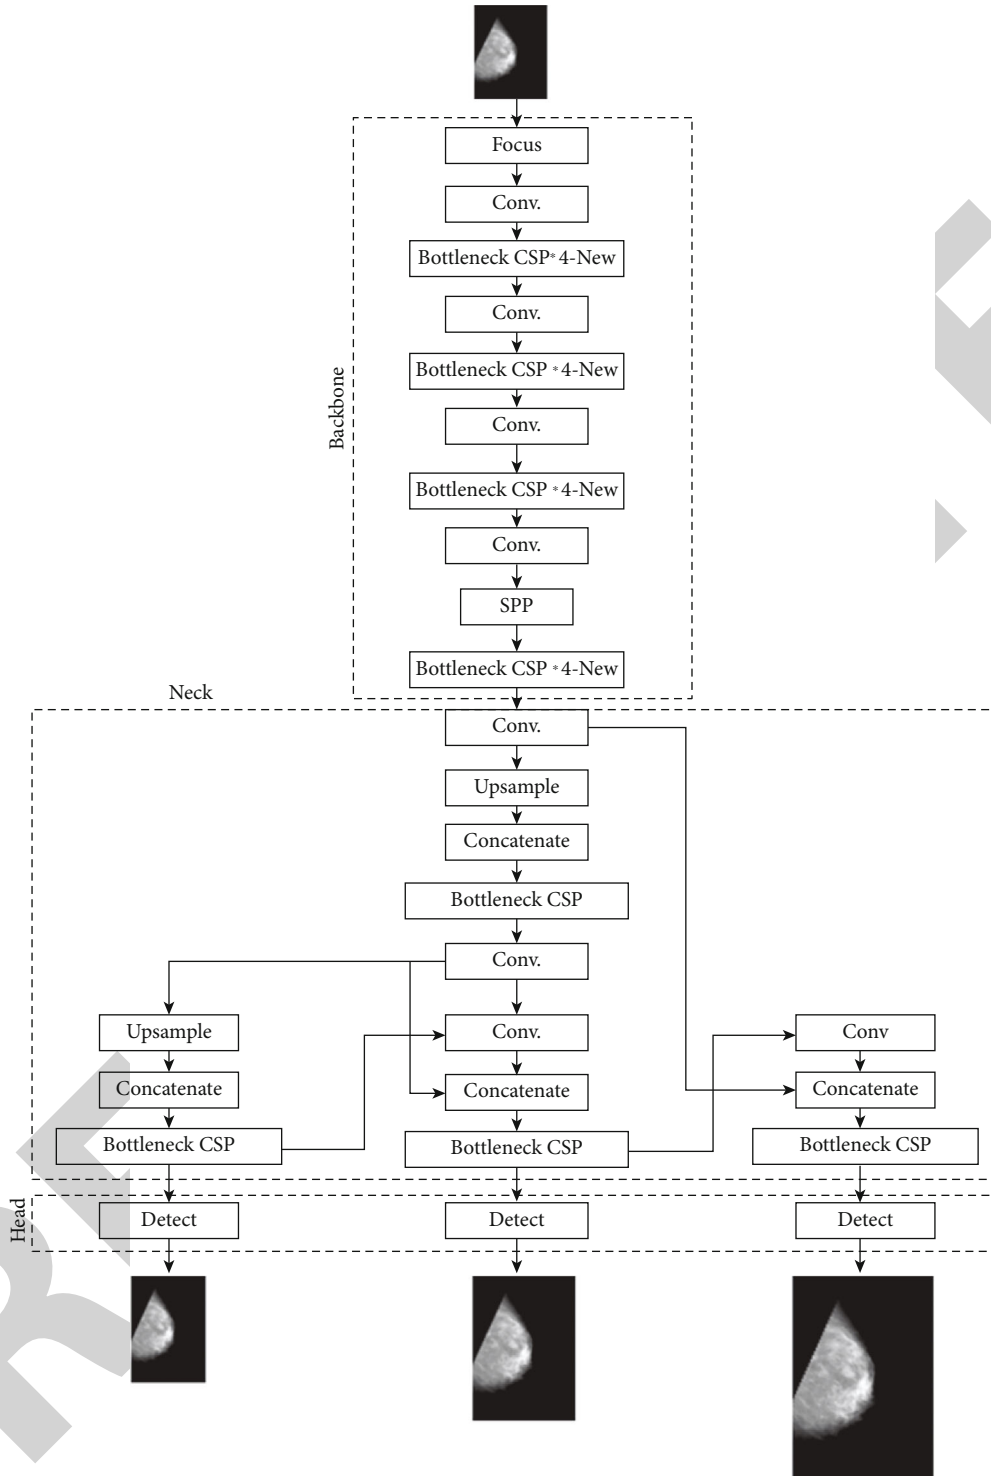 Focus
Conv.
Bottleneck CSP*4-New
Conv.
Bottleneck CSP *4-New
Backbone
Conv.
Bottleneck CSP *4-New
Conv.
SPP
Bottleneck CSP *4-New
Neck
Conv.
Upsample
Concatenate
Bottleneck CSP
Conv.
Upsample
Conv.
Conv
Concatenate
Concatenate
Concatenate
Bottleneck CSP
Bottleneck CSP
Bottleneck CSP
Head
Detect
Detect
Detect